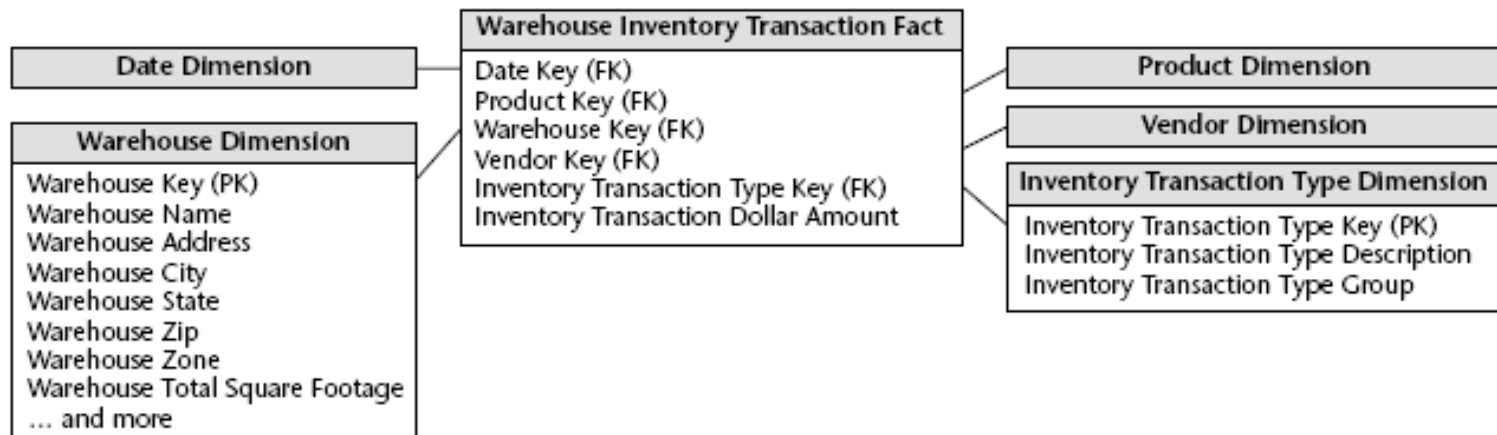 Date Dimension
Warehouse Dimension
Warehouse Key (PK)
Warehouse Name
Warehouse Address
Warehouse City
Warehouse State
Warehouse Zip
Warehouse Zone
Warehouse Total Square Footage
... and more
Warehouse Inventory Transaction Fact
Date Key (FK)
Product Key (FK)
Warehouse Key (FK)
Vendor Key (FK)
Inventory Transaction Type Key (FK)
Inventory Transaction Dollar Amount
Product Dimension
Vendor Dimension
Inventory Transaction Type Dimension
Inventory Transaction Type Key (PK)
Inventory Transaction Type Description
Inventory Transaction Type Group